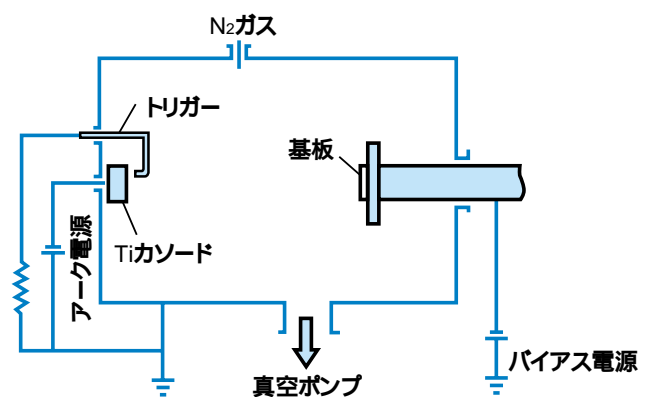 N₂ガス
トリガー
基板
Tiカソード
アーク電源
バイアス電源
真空ポンプ